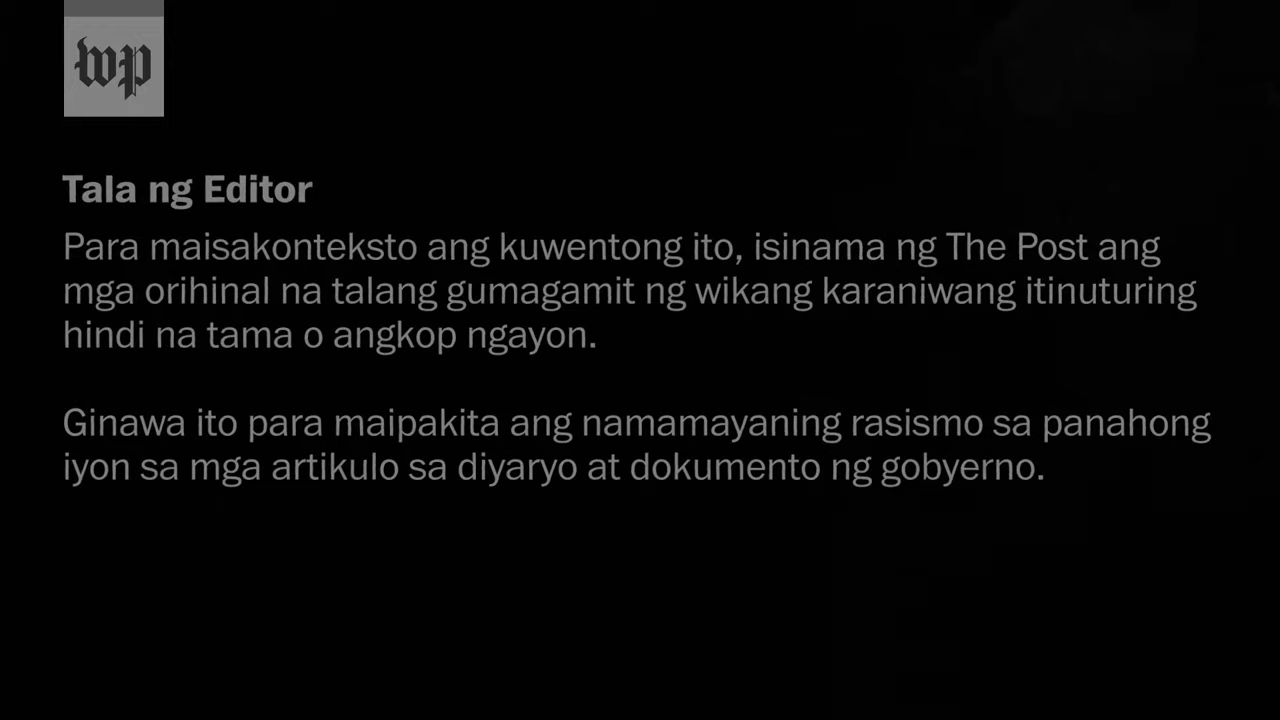 wp
Tala ng Editor
Para maisakonteksto ang kuwentong ito, isinama ng The Post ang
mga orihinal na talang gumagamit ng wikang karaniwang itinuturing
hindi na tama o angkop ngayon.
Ginawa ito para maipakita ang namamayaning rasismo sa panahong
iyon sa mga artikulo sa diyaryo at dokumento ng gobyerno.